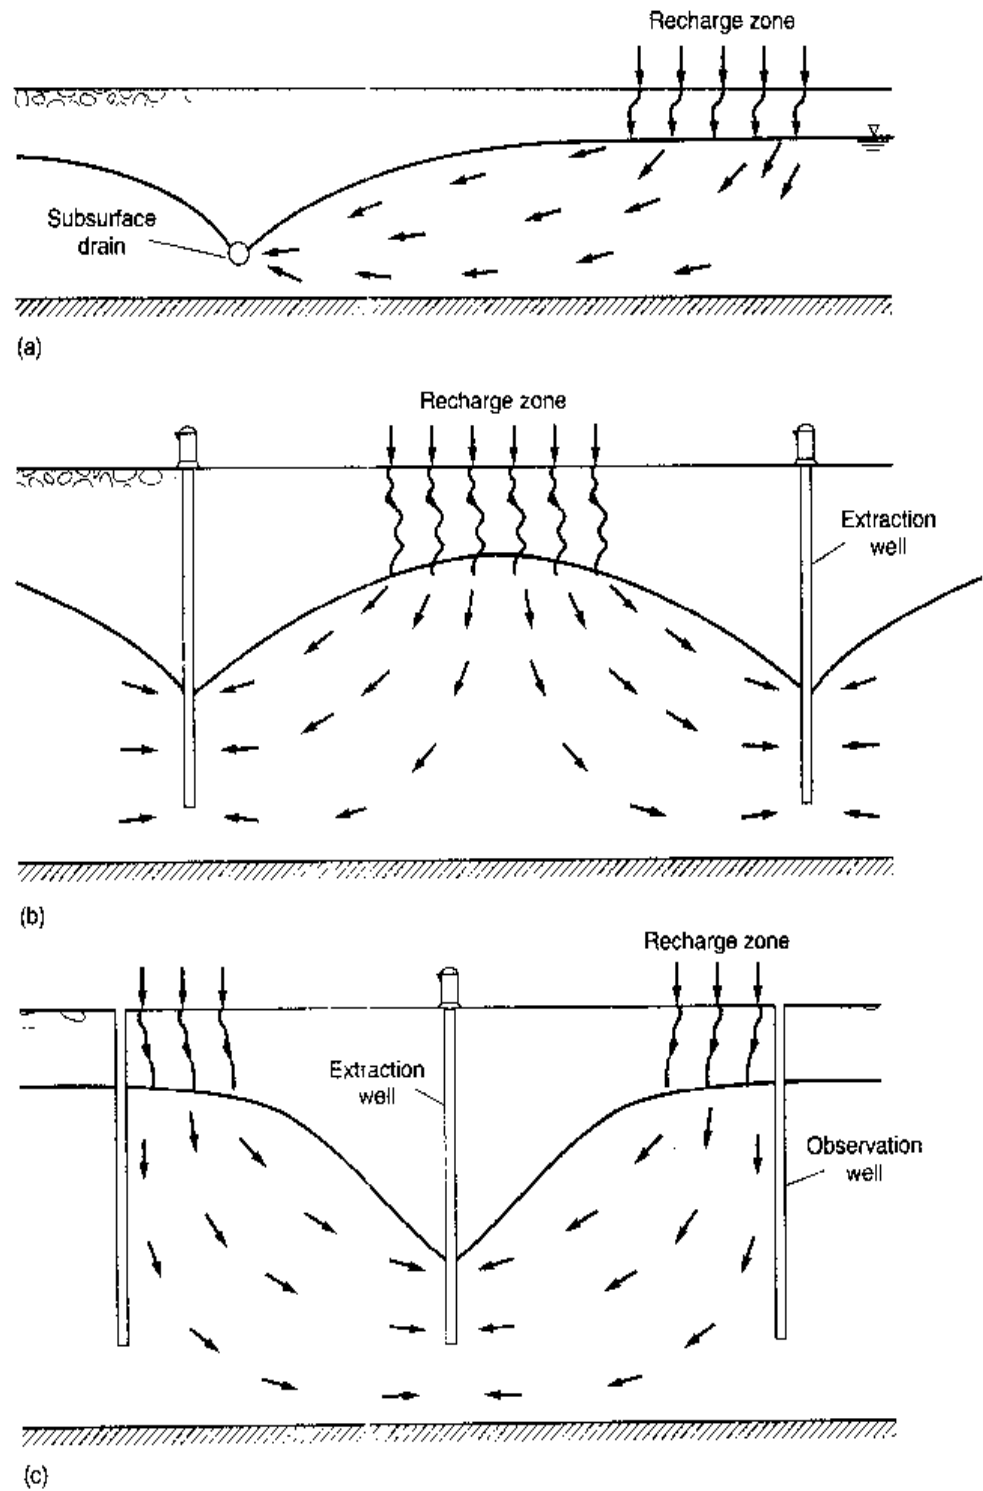 Recharge zone
Subsurface
drain
(a)
Recharge zone
Extraction
well
(b)
Recharge zone
Extraction
well
Observation
well
(c)